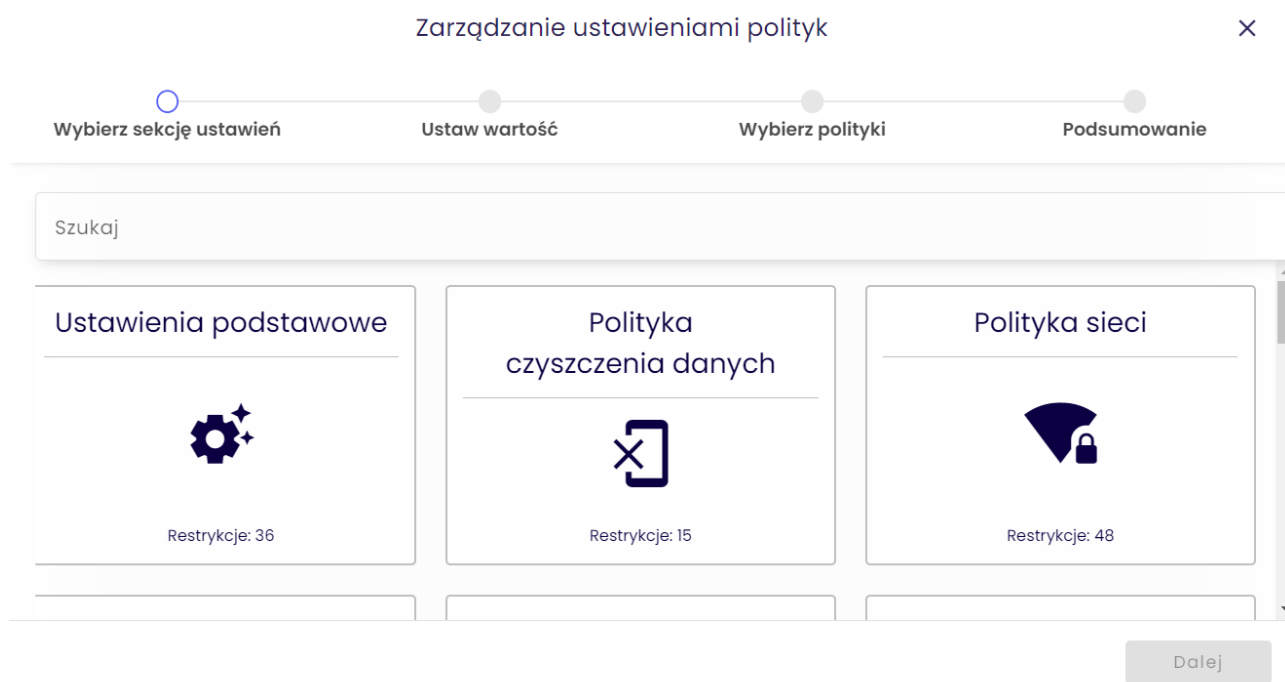 Zarządzanie ustawieniami polityk
Wybierz sekcję ustawień
Ustaw wartość
Wybierz polityki
Podsumowanie
Szukaj
Ustawienia podstawowe
Restrykcje: 36
Polityka
czyszczenia danych
Restrykcje: 15
Polityka sieci
Restrykcje: 48
Dalej